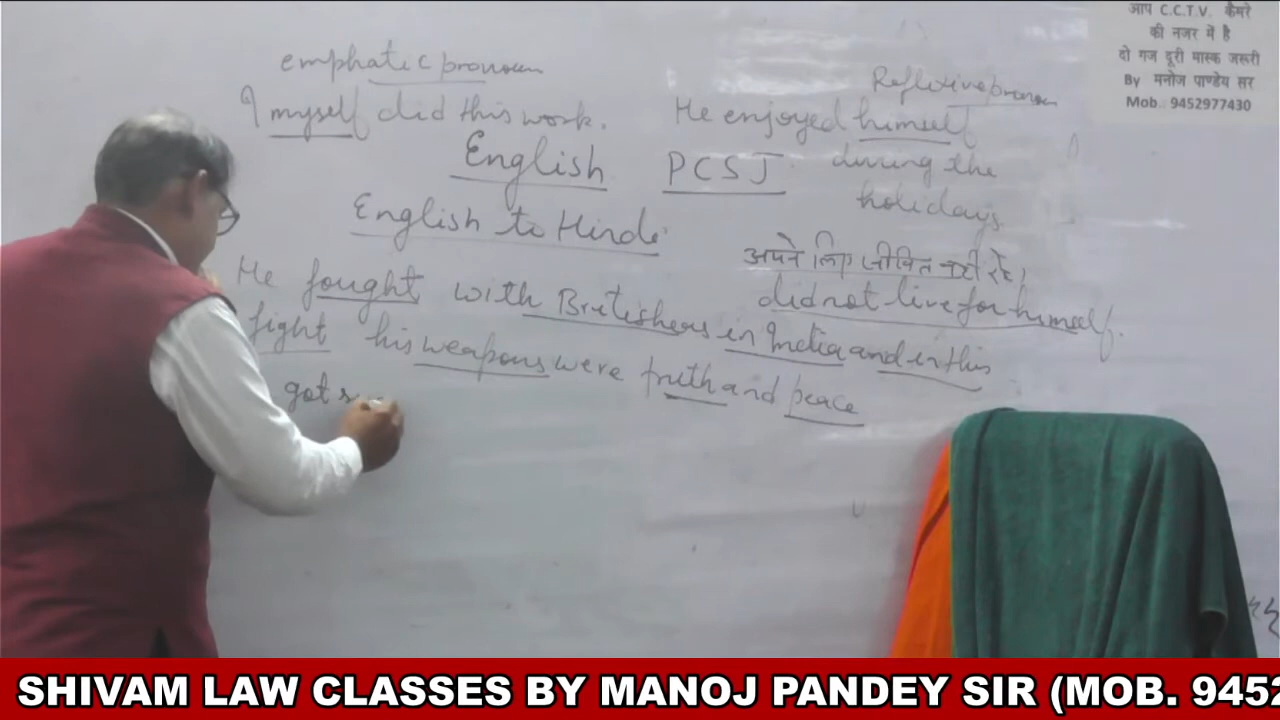 आप C.C.T.V. कैमरे
की नजर में है
दो गज दूरी मास्क जरूरी
By मनोज पाण्डेय सर
Mob.. 9452977430
emphatic pronoun
I myself did this work.
Reflexive pronoun
He enjoyed himself
during the
holidays
English PCSJ
English to Hindi
अपने लिए जीवित नहीं रहे।
did not live for himself.
He fought with Britishers in India and in this
fight his weapons were truth and peace
got
SHIVAM LAW CLASSES BY MANOJ PANDEY SIR (MOB. 9452